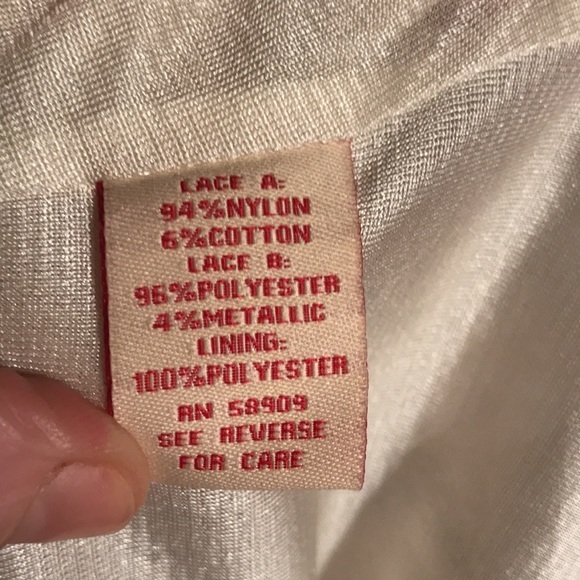 LACE A:
94%NYLON
6%COTTON
LACE B:
96%POLYESTER
4%METALLIC
LINING:
100%POLYESTER
RN 58909
SEE REVERSE
FOR CARE